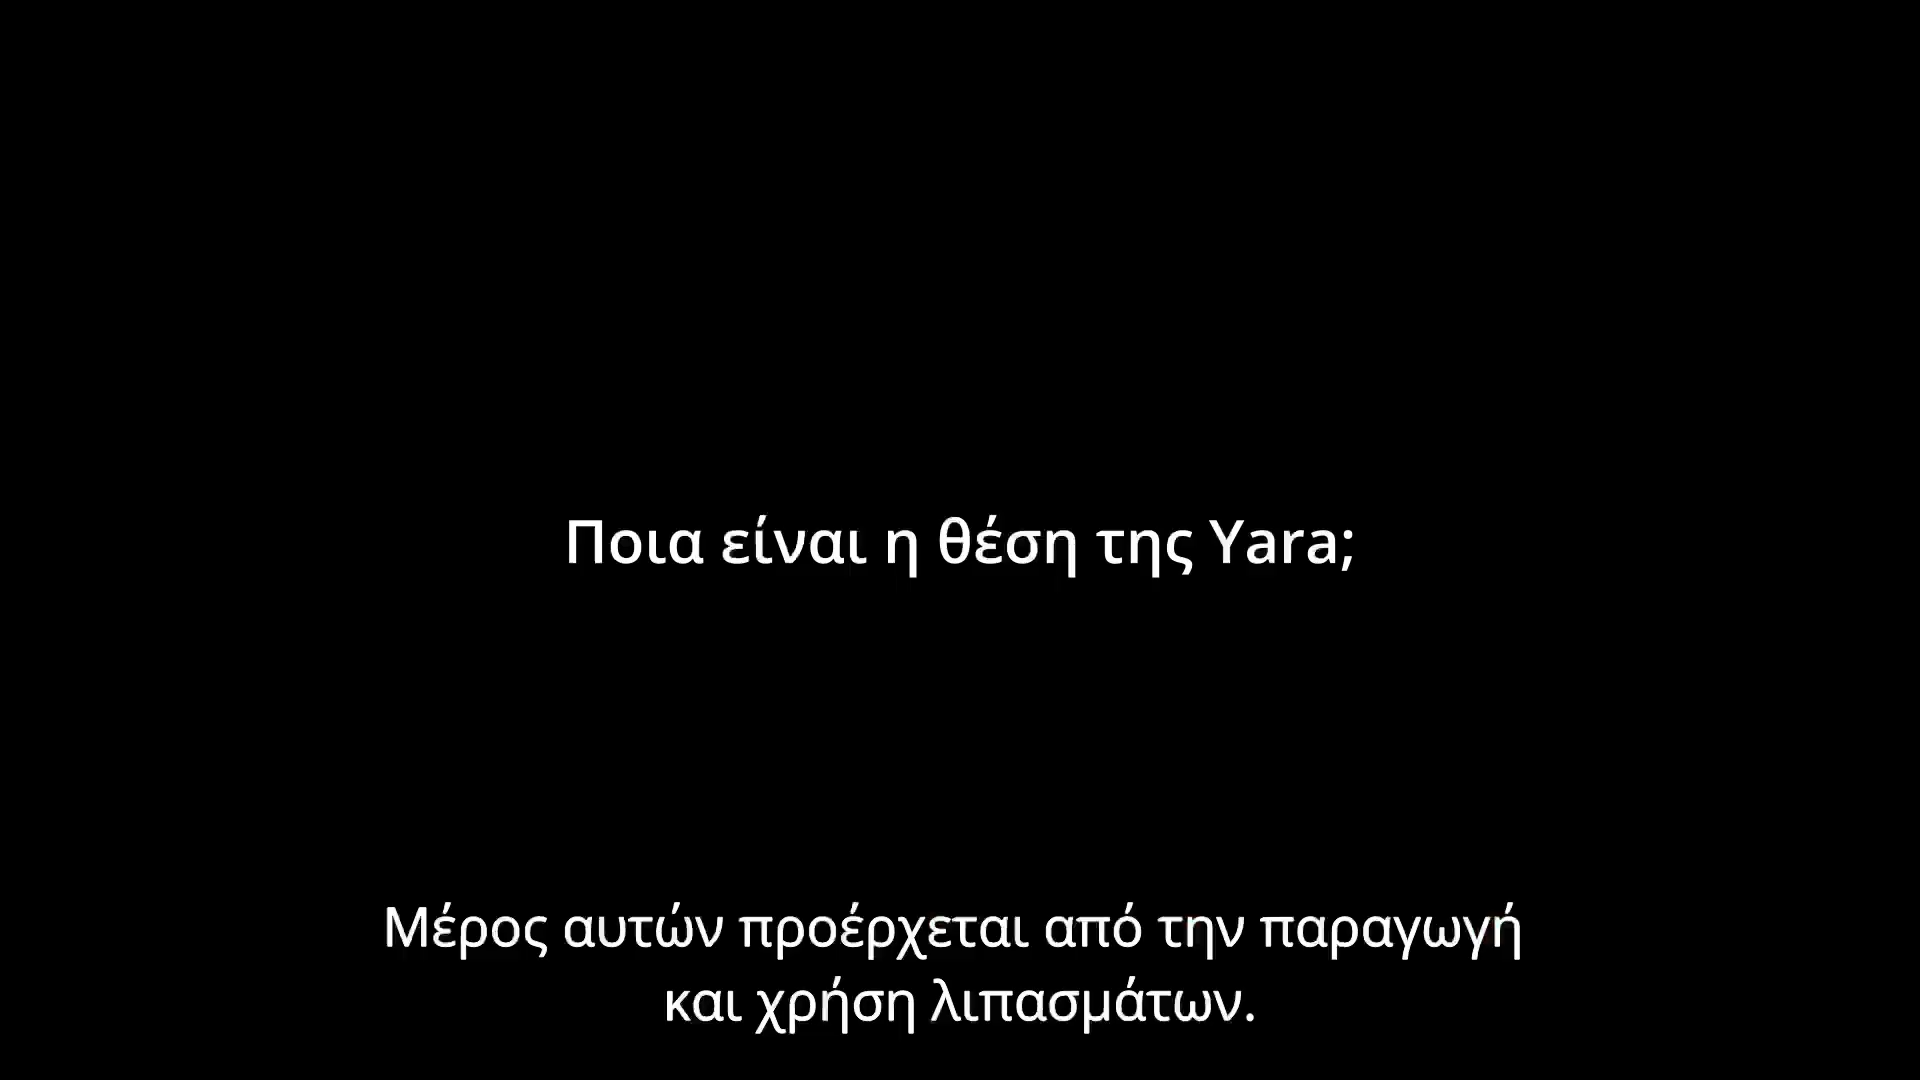 Ποια είναι η θέση της Yara;
Μέρος αυτών προέρχεται από την παραγωγή
και χρήση λιπασμάτων.